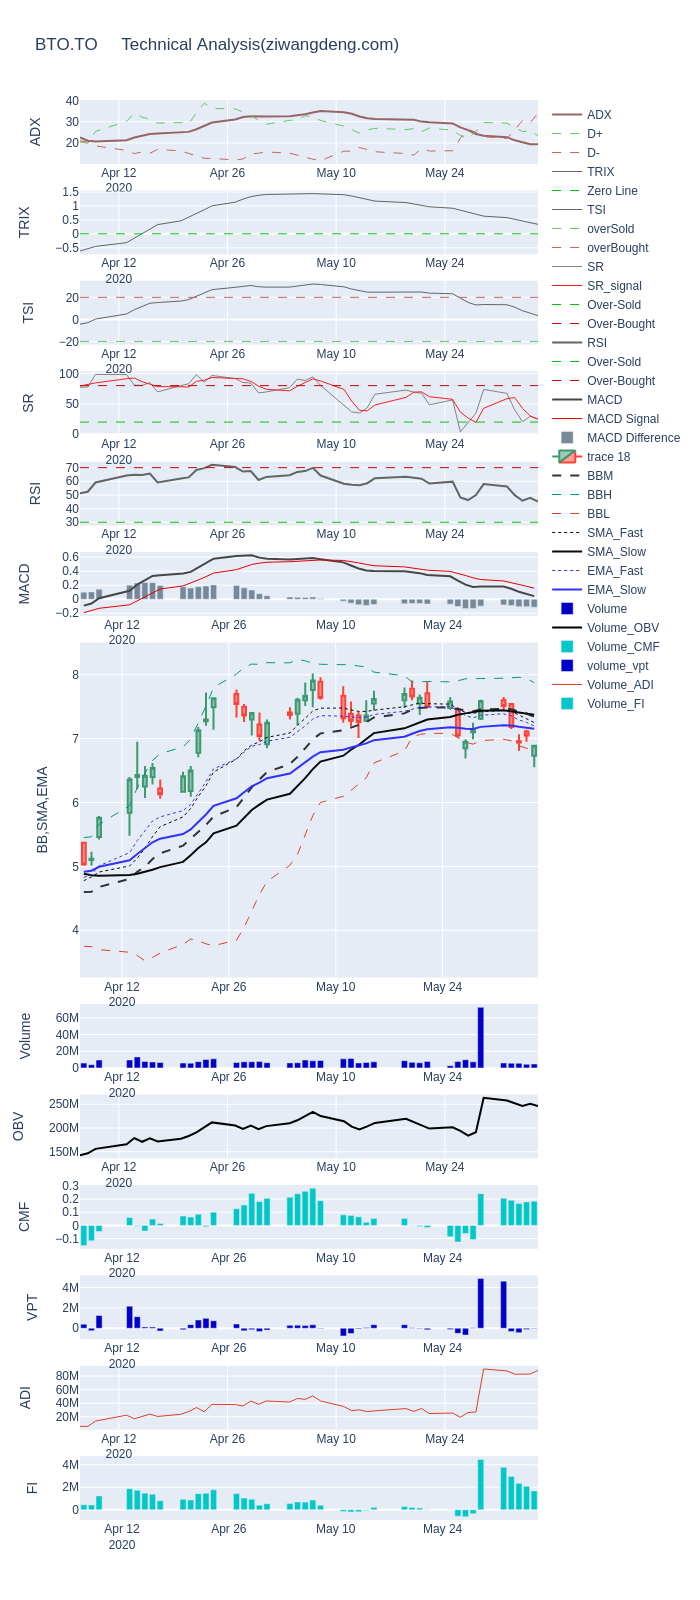 BTO.TO Technical Analysis(ziwangdeng.com)
ADX
40
30
20
Apr 12
2020
Apr 26
May 10
May 24
TRIX
1.5
1
0.5
0
−0.5
Apr 12
2020
Apr 26
May 10
May 24
TSI
20
0
−20
Apr 12
2020
Apr 26
May 10
May 24
SR
100
50
0
Apr 12
2020
Apr 26
May 10
May 24
RSI
70
60
50
40
30
Apr 12
2020
Apr 26
May 10
May 24
MACD
0.6
0.4
0.2
0
−0.2
Apr 12
2020
Apr 26
May 10
May 24
BB,SMA,EMA
8
7
6
5
4
Apr 12
2020
Apr 26
May 10
May 24
Volume
60M
40M
20M
0
Apr 12
2020
Apr 26
May 10
May 24
OBV
250M
200M
150M
Apr 12
2020
Apr 26
May 10
May 24
CMF
0.3
0.2
0.1
0
−0.1
Apr 12
2020
Apr 26
May 10
May 24
VPT
4M
2M
0
Apr 12
2020
Apr 26
May 10
May 24
ADI
80M
60M
40M
20M
Apr 12
2020
Apr 26
May 10
May 24
FI
4M
2M
0
Apr 12
2020
Apr 26
May 10
May 24
ADX
D+
D-
TRIX
Zero Line
TSI
overSold
overBought
SR
SR_signal
Over-Sold
Over-Bought
RSI
Over-Sold
Over-Bought
MACD
MACD Signal
MACD Difference
trace 18
BBM
BBH
BBL
SMA_Fast
SMA_Slow
EMA_Fast
EMA_Slow
Volume
Volume_OBV
Volume_CMF
volume_vpt
Volume_ADI
Volume_FI